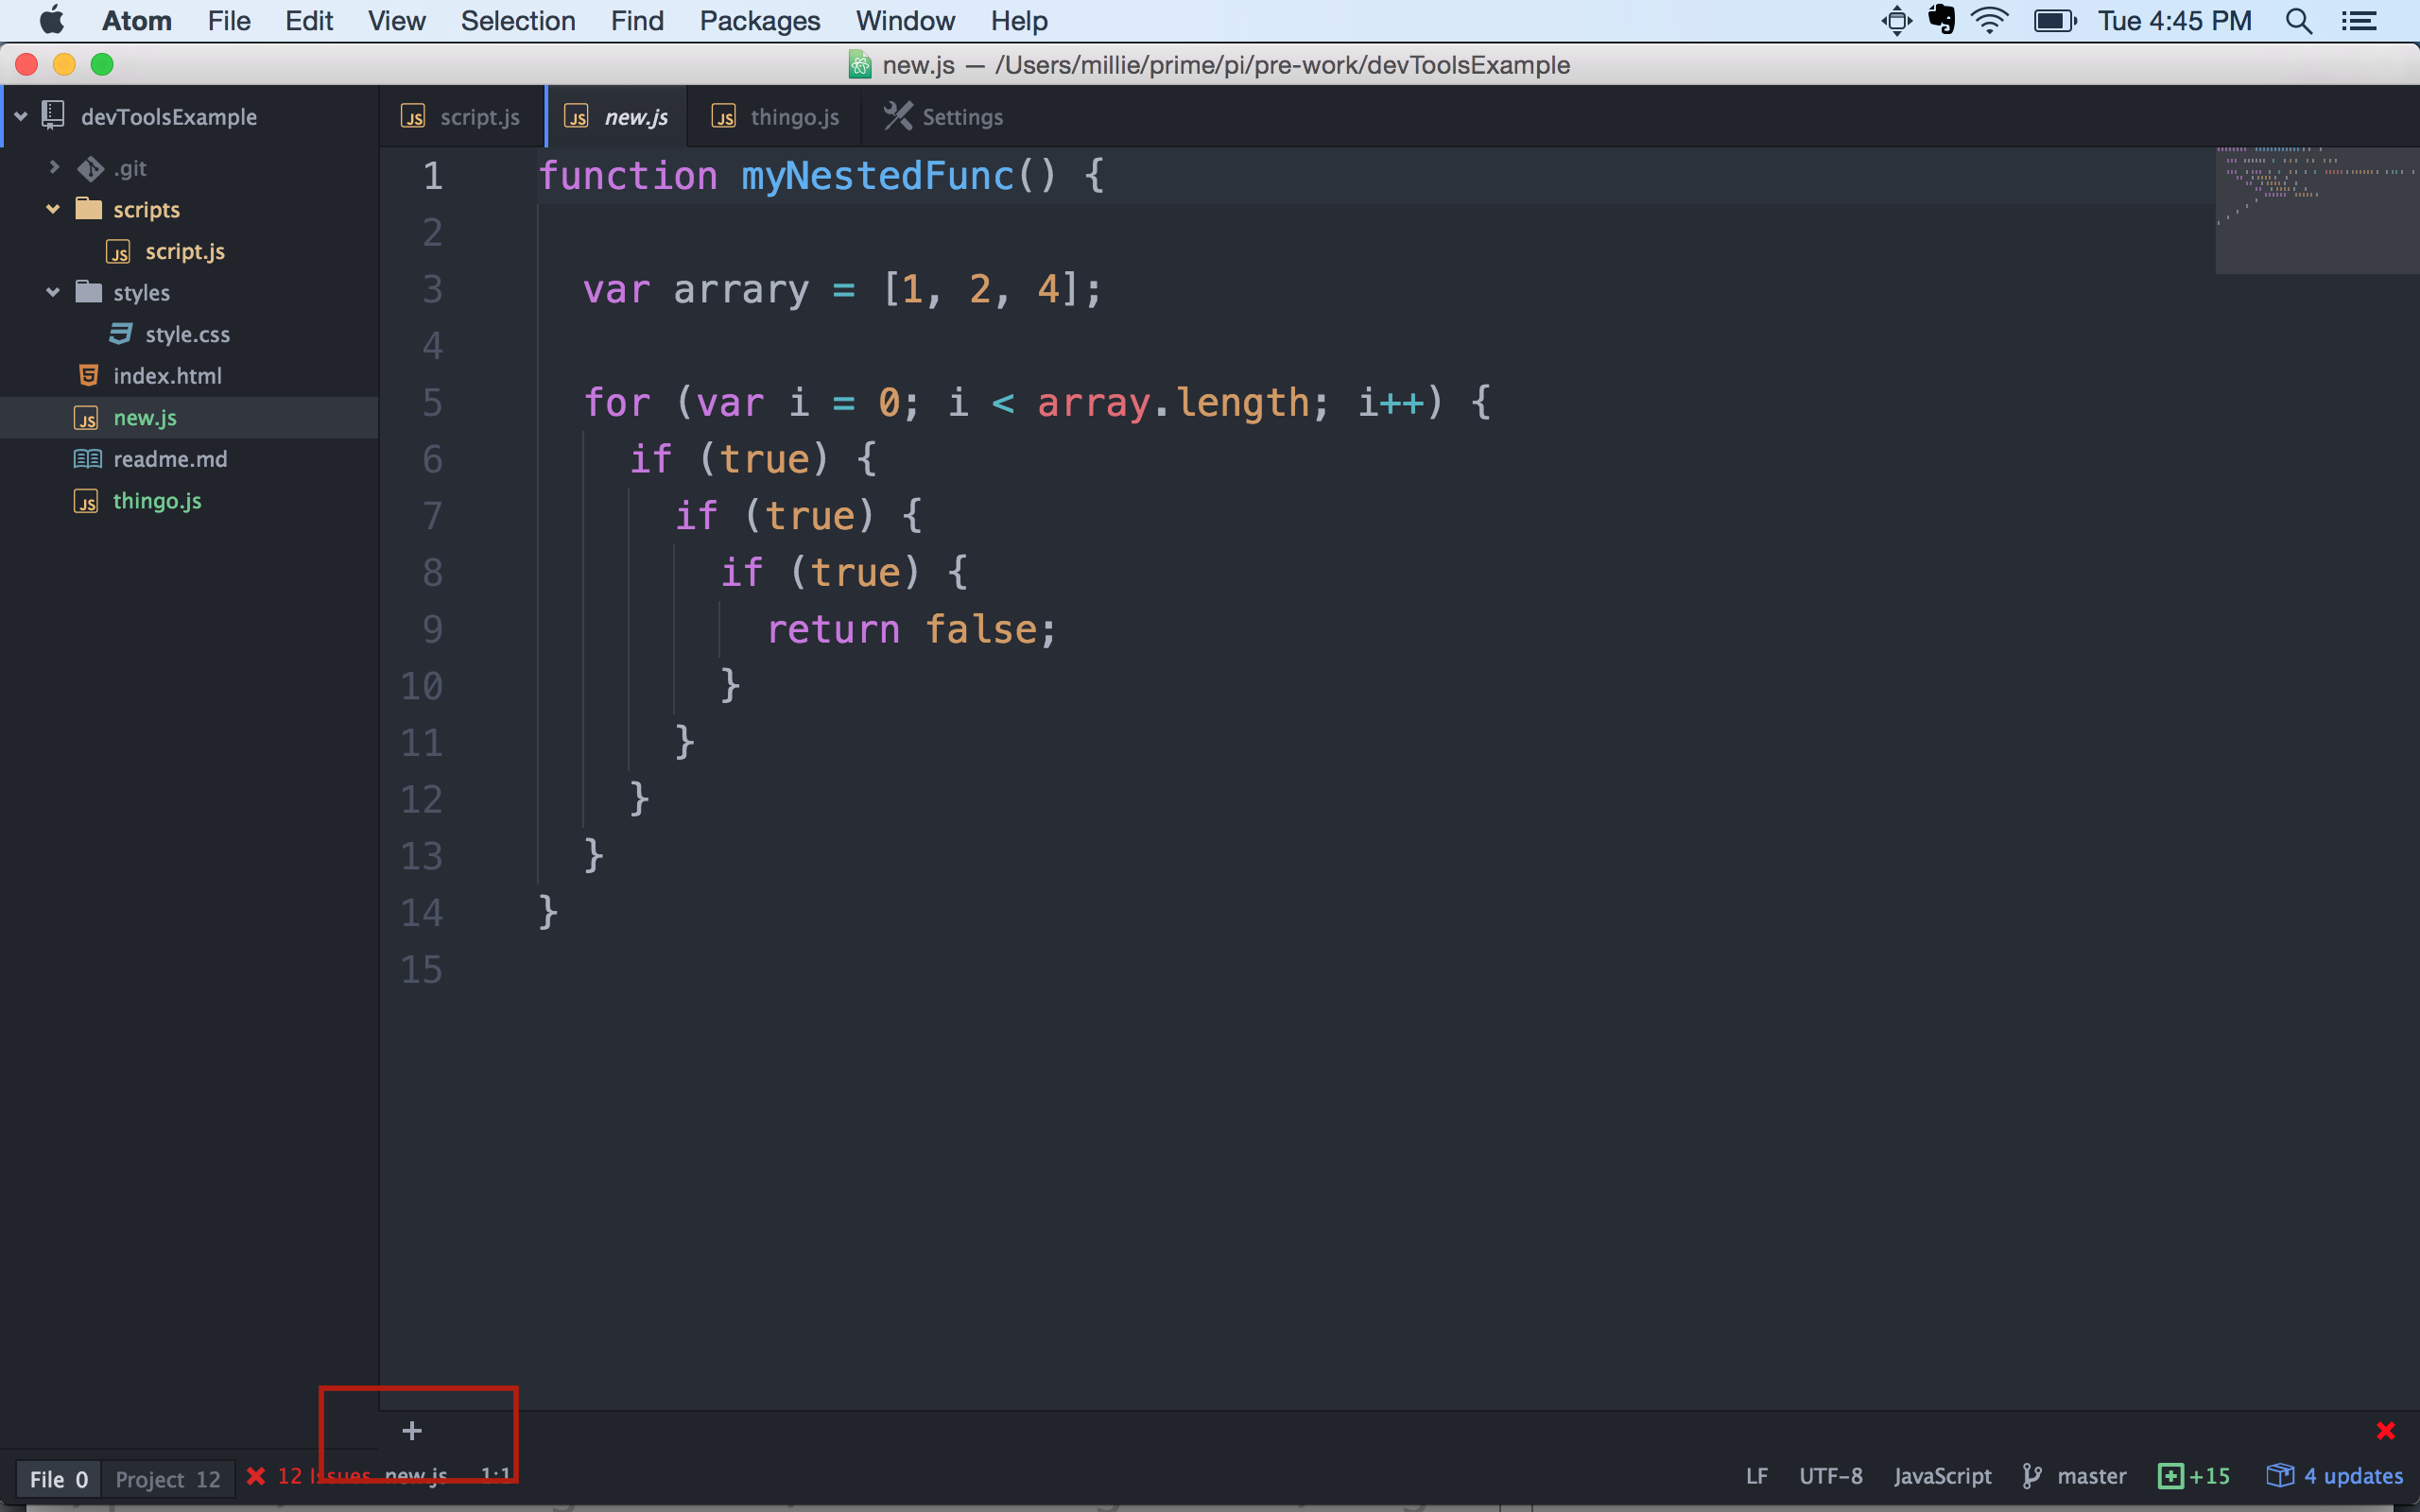 Atom File Edit View Selection Find Packages Window Help Tue 4:45 PM
new.js — /Users/millie/prime/pi/pre-work/devToolsExample
devToolsExample
.git
scripts
script.js
styles
style.css
index.html
new.js
readme.md
thingo.js
script.js new.js thingo.js Settings
1 function myNestedFunc() {
2
3 var arrary = [1, 2, 4];
4
5 for (var i = 0; i < array.length; i++) {
6 if (true) {
7 if (true) {
8 if (true) {
9 return false;
10 }
11 }
12 }
13 }
14 }
15
+
File 0 Project 12 12 Issues new.js 1:1 LF UTF-8 JavaScript master +15 4 updates